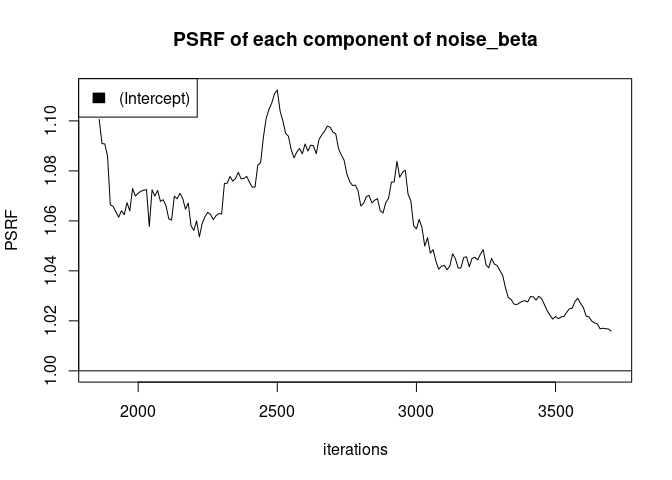 PSRF of each component of noise_beta
(Intercept)
PSRF
1.10
1.08
1.06
1.04
1.02
1.00
2000 2500 3000 3500
iterations